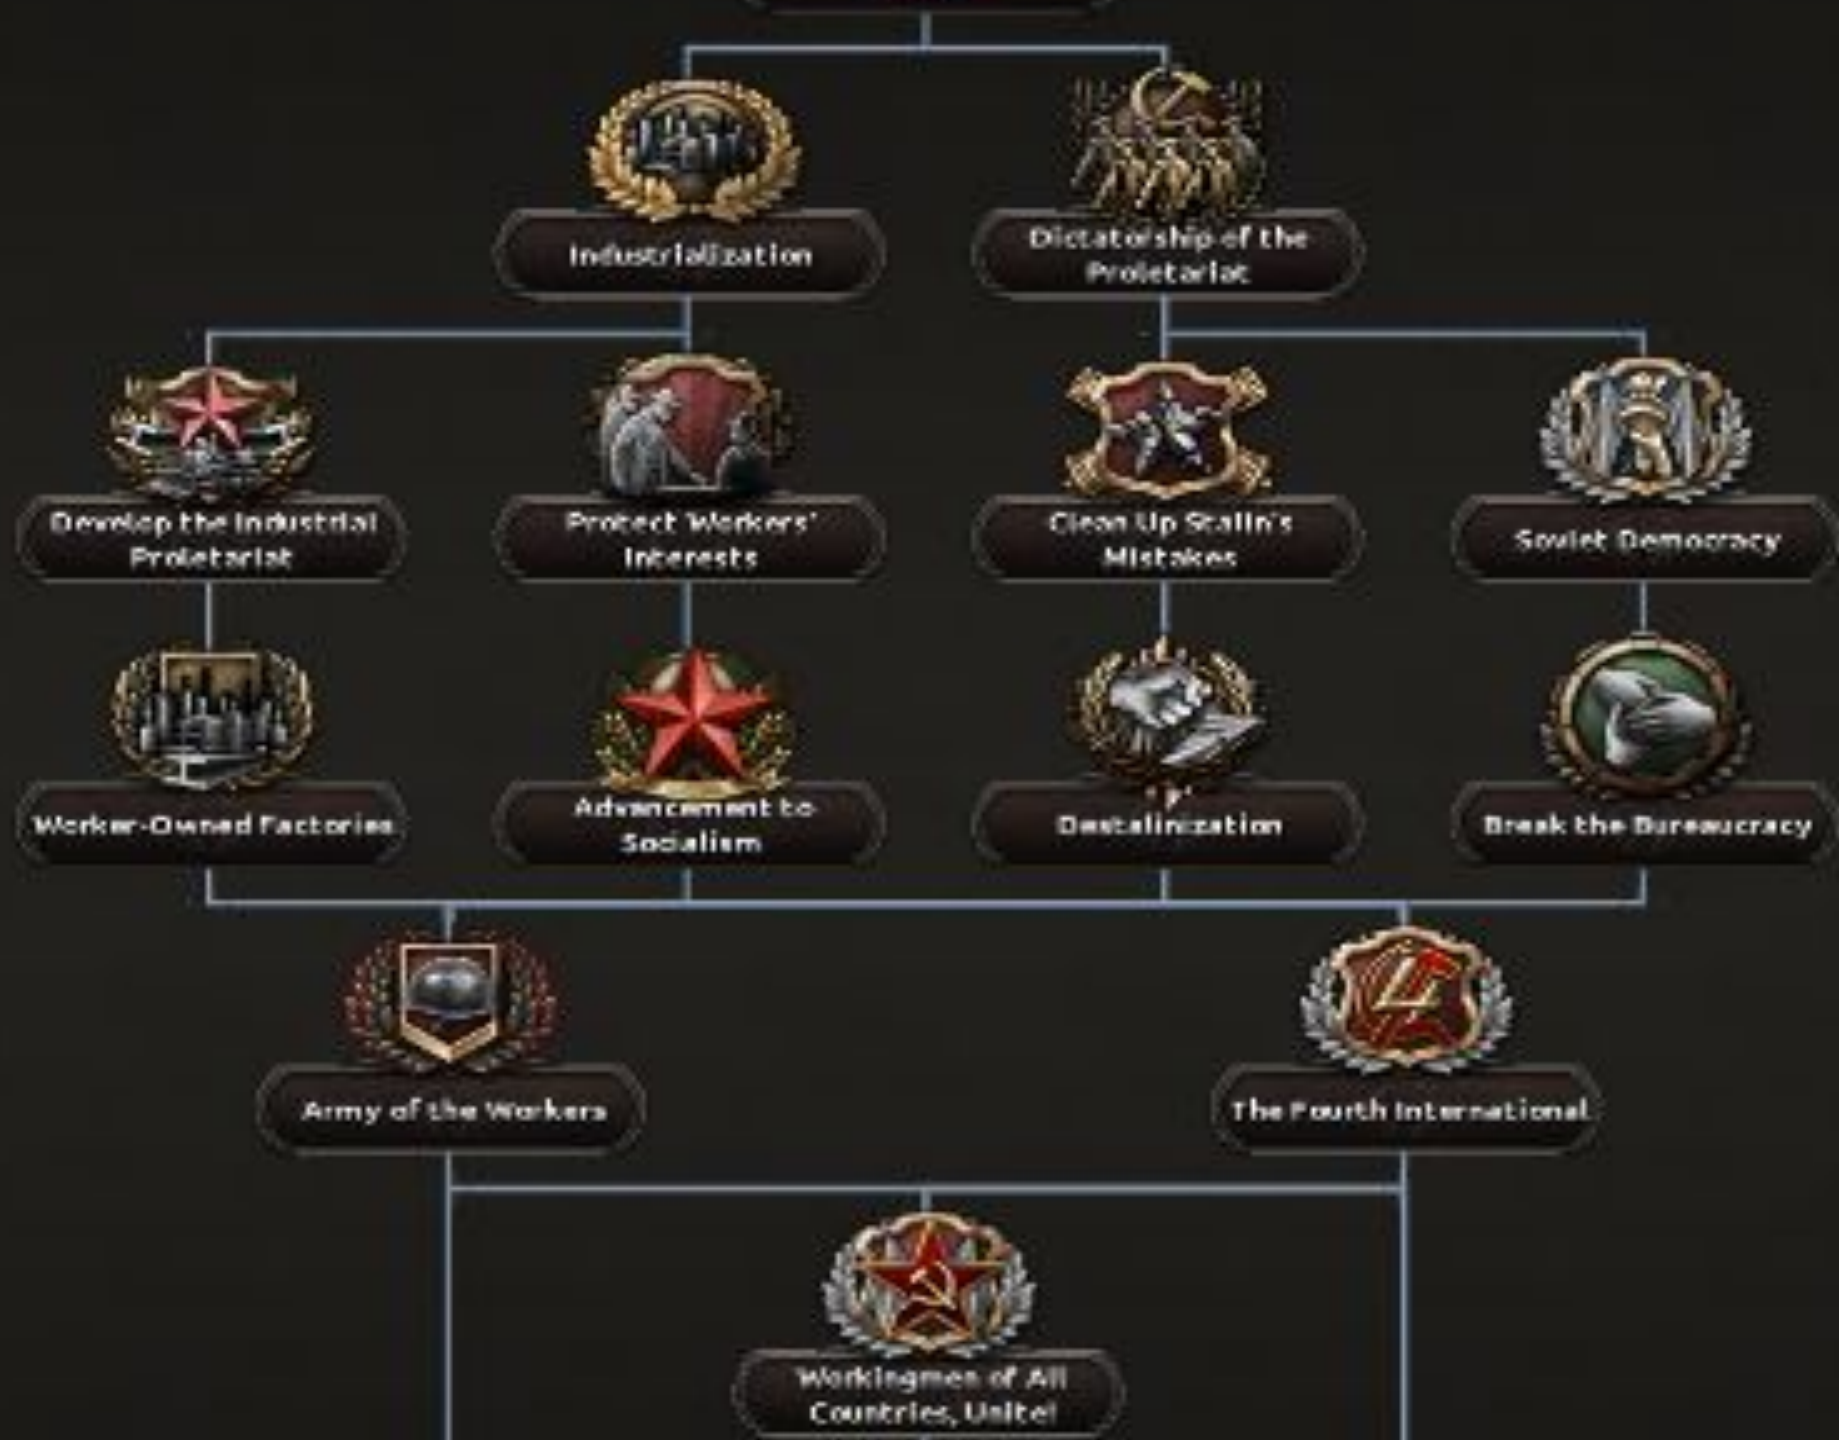 Industrialization
Dictatorship of the
Proletariat
Develop the Industrial
Proletariat
Protect Workers'
Interests
Clean Up Stalin's
Mistakes
Soviet Democracy
Worker-Owned Factories
Advancement to
Socialism
Destalinization
Break the Bureaucracy
Army of the Workers
The Fourth International
Workingmen of All
Countries, Unite!